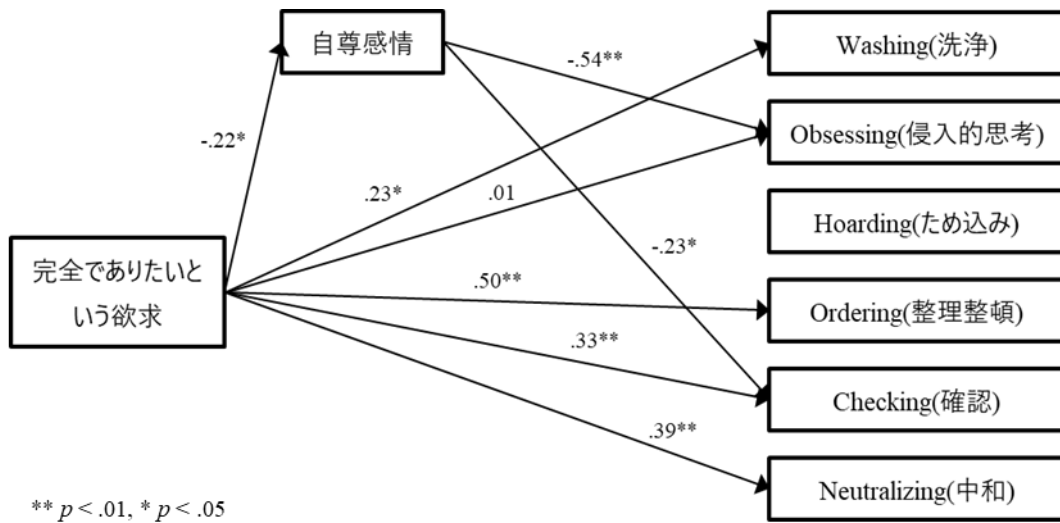 自尊感情
Washing(洗浄)
-.54**
Obsessing(侵入的思考)
-.22*
.23*
.01
Hoarding(ため込み)
-.23*
完全でありたいと
いう欲求
.50**
Ordering(整理整頓)
.33**
Checking(確認)
.39**
Neutralizing(中和)
** p < .01, * p < .05